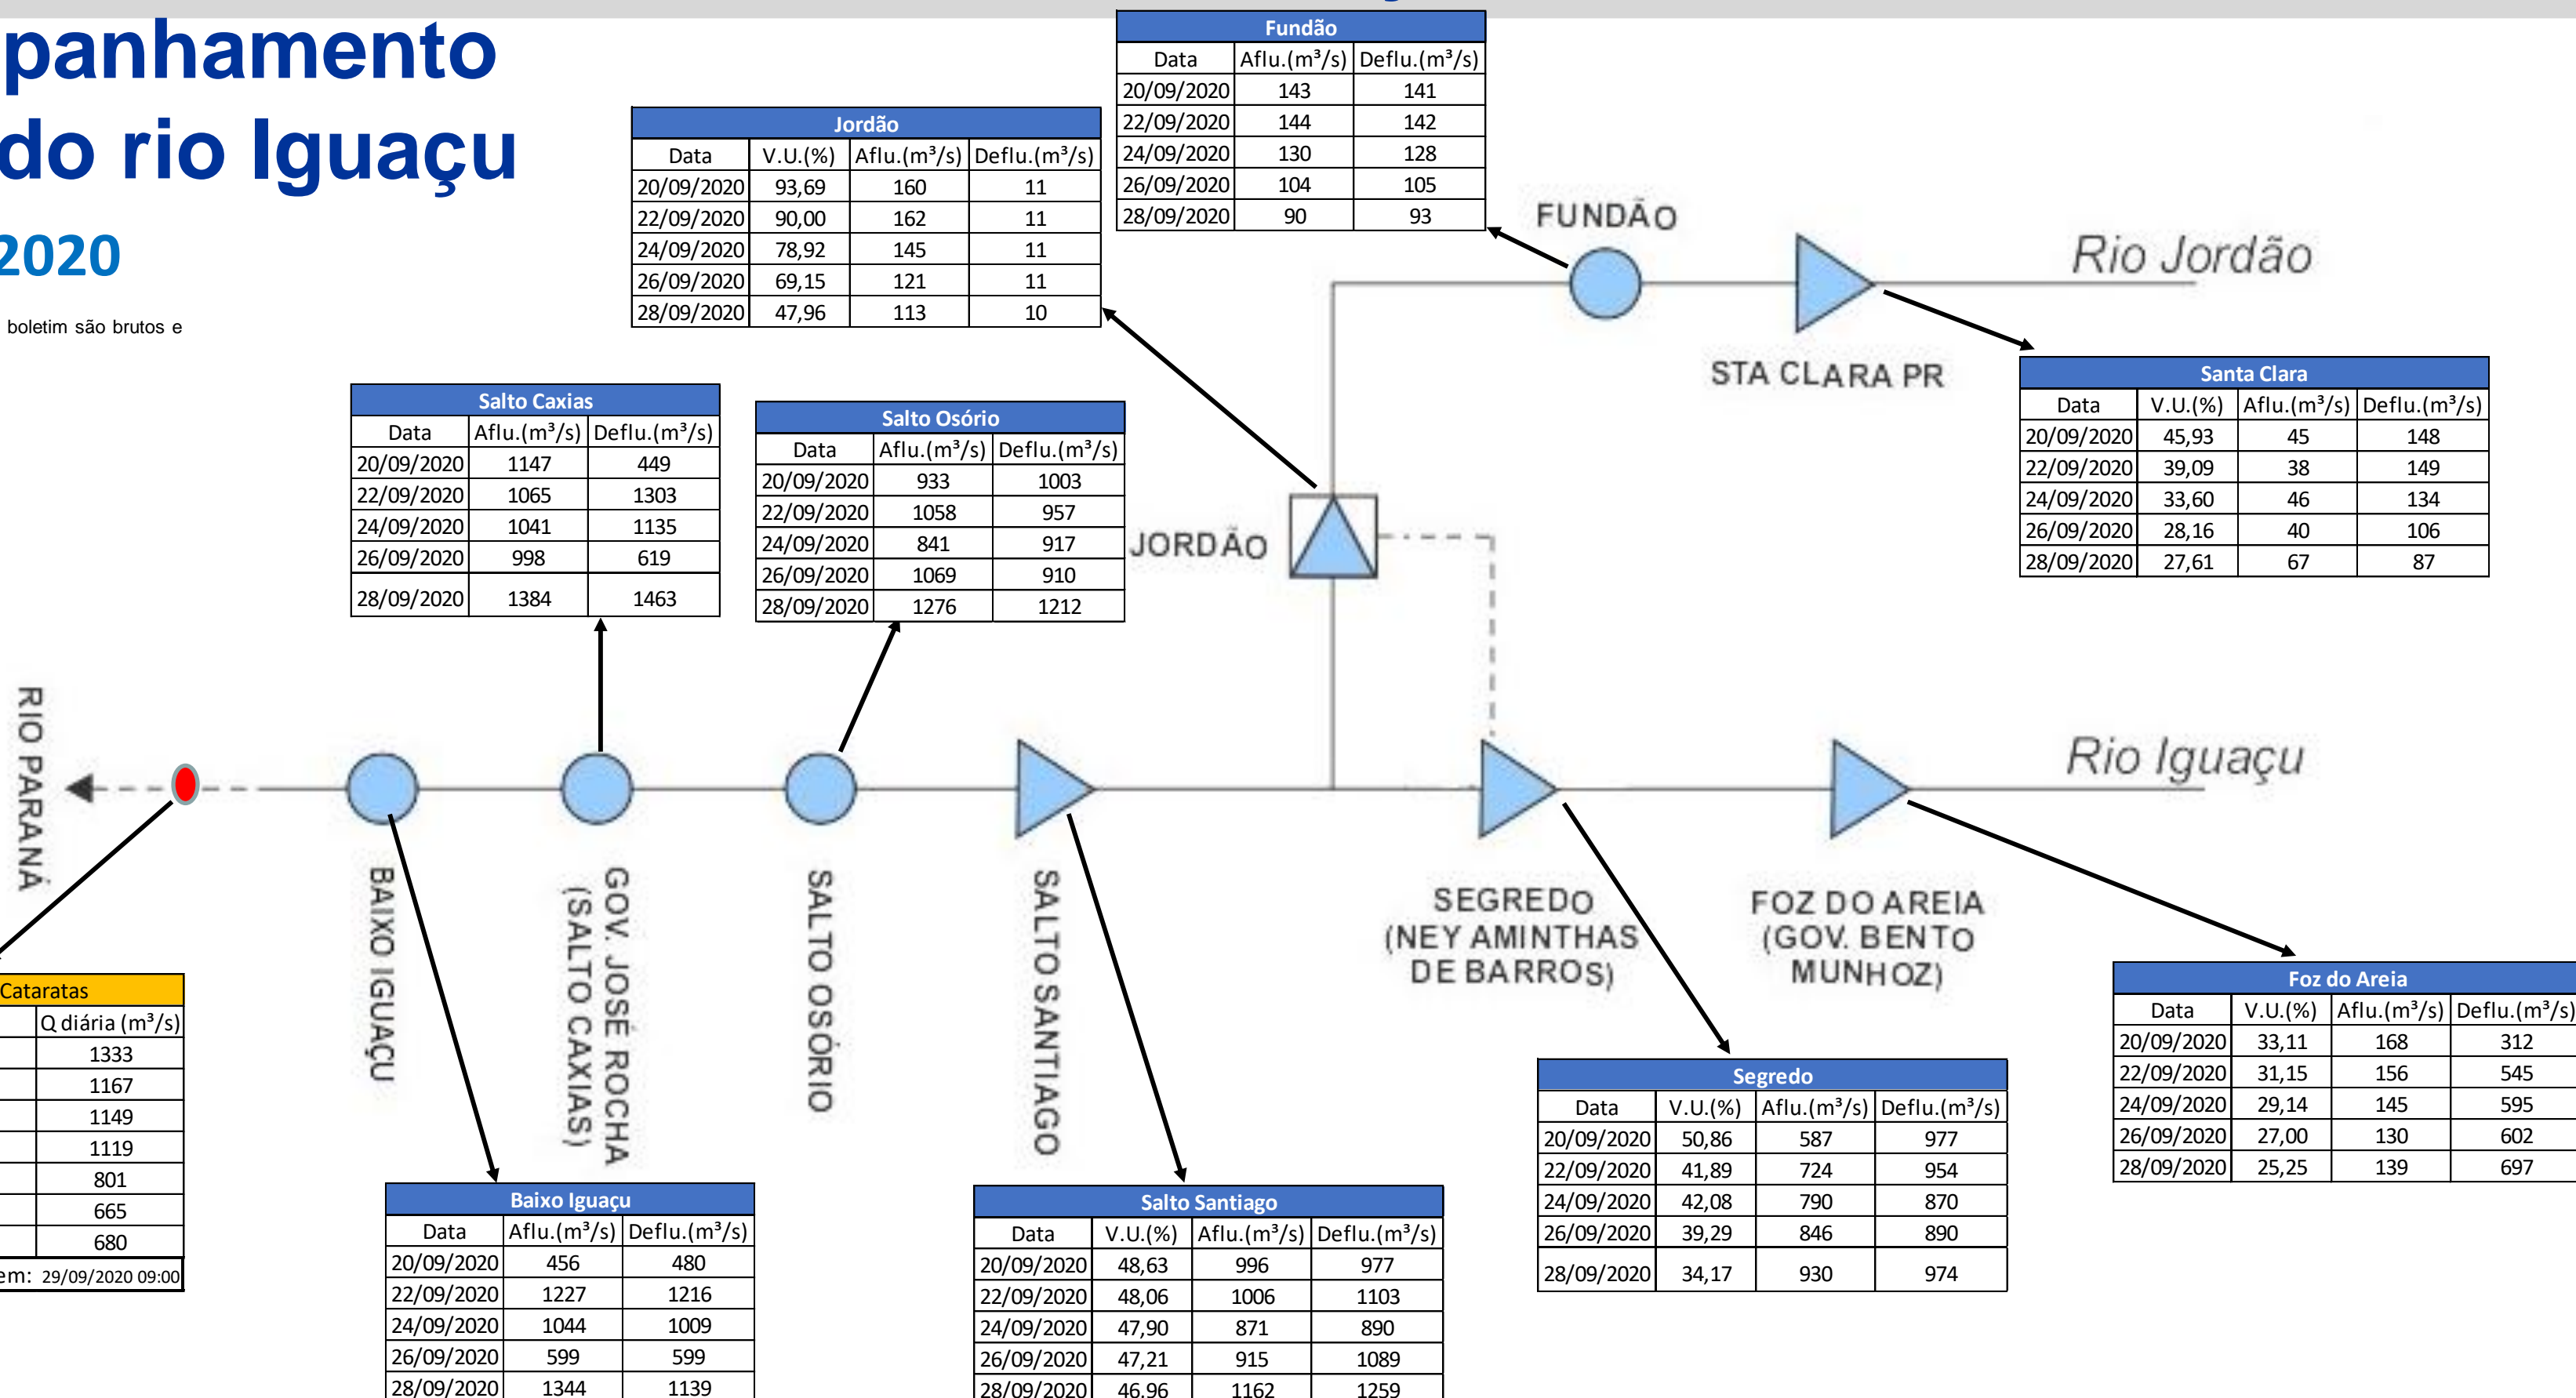 panhamento
do rio Iguaçu
2020
boletim são brutos e
Fundão
Data Aflu.(m³/s) Deflu.(m³/s)
20/09/2020 143 141
22/09/2020 144 142
24/09/2020 130 128
26/09/2020 104 105
28/09/2020 90 93
Jordão
Data V.U.(%) Aflu.(m³/s) Deflu.(m³/s)
20/09/2020 93,69 160 11
22/09/2020 90,00 162 11
24/09/2020 78,92 145 11
26/09/2020 69,15 121 11
28/09/2020 47,96 113 10
FUNDÃO
Rio Jordão
STA CLARA PR
Santa Clara
Data V.U.(%) Aflu.(m³/s) Deflu.(m³/s)
20/09/2020 45,93 45 148
22/09/2020 39,09 38 149
24/09/2020 33,60 46 134
26/09/2020 28,16 40 106
28/09/2020 27,61 67 87
Salto Caxias
Data Aflu.(m³/s) Deflu.(m³/s)
20/09/2020 1147 449
22/09/2020 1065 1303
24/09/2020 1041 1135
26/09/2020 998 619
28/09/2020 1384 1463
Salto Osório
Data Aflu.(m³/s) Deflu.(m³/s)
20/09/2020 933 1003
22/09/2020 1058 957
24/09/2020 841 917
26/09/2020 1069 910
28/09/2020 1276 1212
JORDÃO
RIO PARANÁ
Rio Iguaçu
BAIXO IGUAÇU
GOV. JOSÉ ROCHA
(SALTO CAXIAS)
SALTO OSÓRIO
SALTO SANTIAGO
SEGREDO
(NEY AMINTHAS
DE BARROS)
FOZ DO AREIA
(GOV. BENTO
MUNHOZ)
Cataratas
Q diária (m³/s)
1333
1167
1149
1119
801
665
680
em: 29/09/2020 09:00
Baixo Iguaçu
Data Aflu.(m³/s) Deflu.(m³/s)
20/09/2020 456 480
22/09/2020 1227 1216
24/09/2020 1044 1009
26/09/2020 599 599
28/09/2020 1344 1139
Salto Santiago
Data V.U.(%) Aflu.(m³/s) Deflu.(m³/s)
20/09/2020 48,63 996 977
22/09/2020 48,06 1006 1103
24/09/2020 47,90 871 890
26/09/2020 47,21 915 1089
28/09/2020 46,96 1162 1259
Segredo
Data V.U.(%) Aflu.(m³/s) Deflu.(m³/s)
20/09/2020 50,86 587 977
22/09/2020 41,89 724 954
24/09/2020 42,08 790 870
26/09/2020 39,29 846 890
28/09/2020 34,17 930 974
Foz do Areia
Data V.U.(%) Aflu.(m³/s) Deflu.(m³/s)
20/09/2020 33,11 168 312
22/09/2020 31,15 156 545
24/09/2020 29,14 145 595
26/09/2020 27,00 130 602
28/09/2020 25,25 139 697